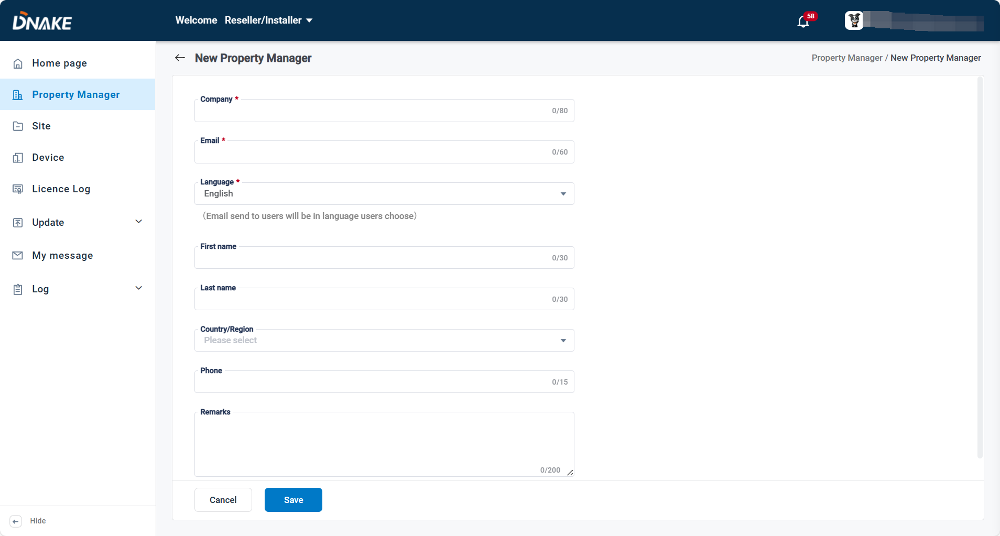 DNAKE
Welcome Reseller/Installer
58
Home page
Property Manager
Site
Device
Licence Log
Update
My message
Log
Hide
New Property Manager
Property Manager / New Property Manager
Company *
0/80
Email *
0/60
Language *
English
(Email send to users will be in language users choose)
First name
0/30
Last name
0/30
Country/Region
Please select
Phone
0/15
Remarks
0/200
Cancel
Save